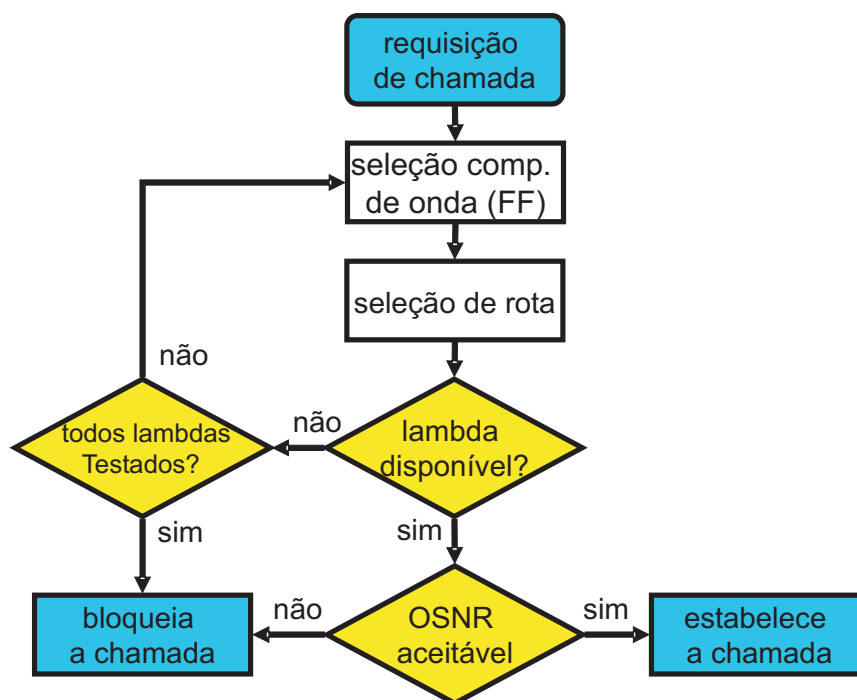 requisição
de chamada
seleção comp.
de onda (FF)
seleção de rota
não
todos lambdas
Testados?
não
lambda
disponível?
sim
sim
bloqueia
a chamada
não
OSNR
aceitável
sim
estabelece
a chamada